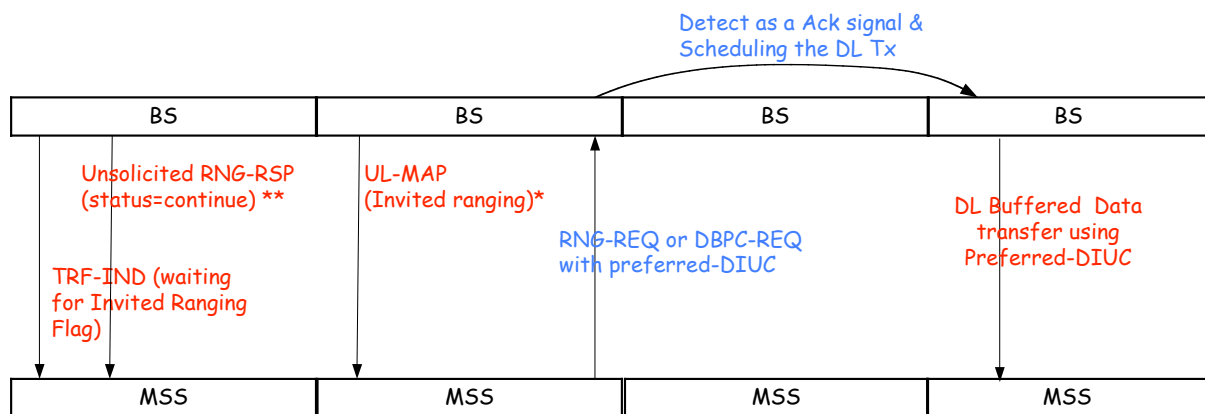 Detect as a Ack signal &
Scheduling the DL Tx
BS
BS
BS
BS
Unsolicited RNG-RSP
(status=continue) **
UL-MAP
(Invited ranging)*
DL Buffered Data
transfer using
Preferred-DIUC
RNG-REQ or DBPC-REQ
with preferred-DIUC
TRF-IND (waiting
for Invited Ranging
Flag)
MSS
MSS
MSS
MSS